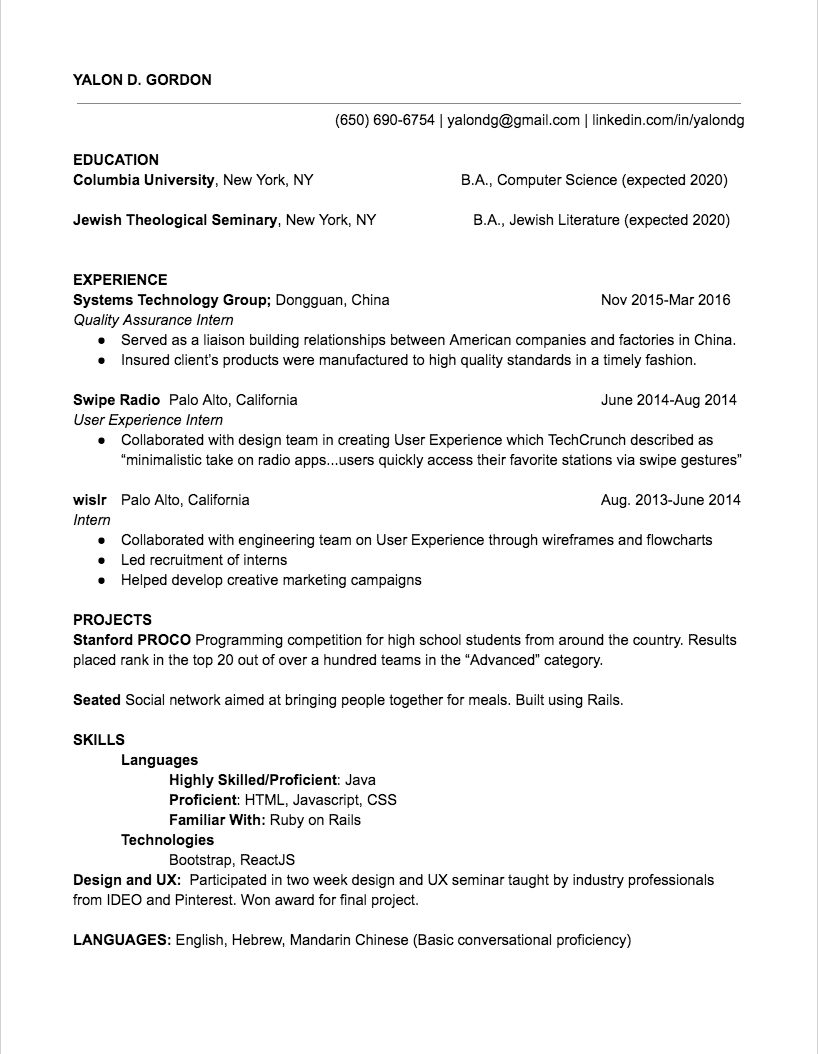 YALON D. GORDON
(650) 690-6754 | yalondg@gmail.com | linkedin.com/in/yalondg
EDUCATION
Columbia University, New York, NY B.A., Computer Science (expected 2020)
Jewish Theological Seminary, New York, NY B.A., Jewish Literature (expected 2020)
EXPERIENCE
Systems Technology Group; Dongguan, China Nov 2015-Mar 2016
Quality Assurance Intern
● Served as a liaison building relationships between American companies and factories in China.
● Insured client’s products were manufactured to high quality standards in a timely fashion.
Swipe Radio Palo Alto, California June 2014-Aug 2014
User Experience Intern
● Collaborated with design team in creating User Experience which TechCrunch described as
“minimalistic take on radio apps...users quickly access their favorite stations via swipe gestures”
wislr Palo Alto, California Aug. 2013-June 2014
Intern
● Collaborated with engineering team on User Experience through wireframes and flowcharts
● Led recruitment of interns
● Helped develop creative marketing campaigns
PROJECTS
Stanford PROCO Programming competition for high school students from around the country. Results
placed rank in the top 20 out of over a hundred teams in the “Advanced” category.
Seated Social network aimed at bringing people together for meals. Built using Rails.
SKILLS
Languages
Highly Skilled/Proficient: Java
Proficient: HTML, Javascript, CSS
Familiar With: Ruby on Rails
Technologies
Bootstrap, ReactJS
Design and UX: Participated in two week design and UX seminar taught by industry professionals
from IDEO and Pinterest. Won award for final project.
LANGUAGES: English, Hebrew, Mandarin Chinese (Basic conversational proficiency)